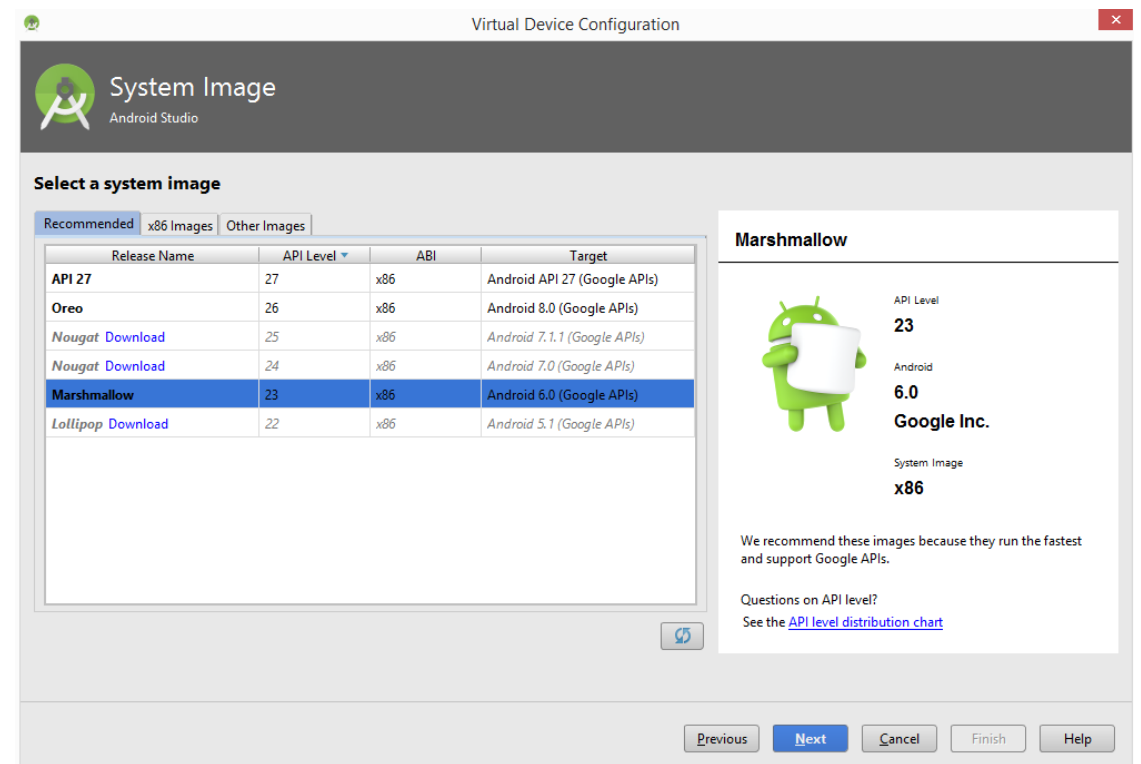 Virtual Device Configuration
System Image
Android Studio
Select a system image
Recommended x86 Images Other Images
Release Name API Level ABI Target
API 27 27 x86 Android API 27 (Google APIs)
Oreo 26 x86 Android 8.0 (Google APIs)
Nougat Download 25 x86 Android 7.1.1 (Google APIs)
Nougat Download 24 x86 Android 7.0 (Google APIs)
Marshmallow 23 x86 Android 6.0 (Google APIs)
Lollipop Download 22 x86 Android 5.1 (Google APIs)
Marshmallow
API Level
23
Android
6.0
Google Inc.
System Image
x86
We recommend these images because they run the fastest
and support Google APIs.
Questions on API level?
See the API level distribution chart
Previous Next Cancel Finish Help